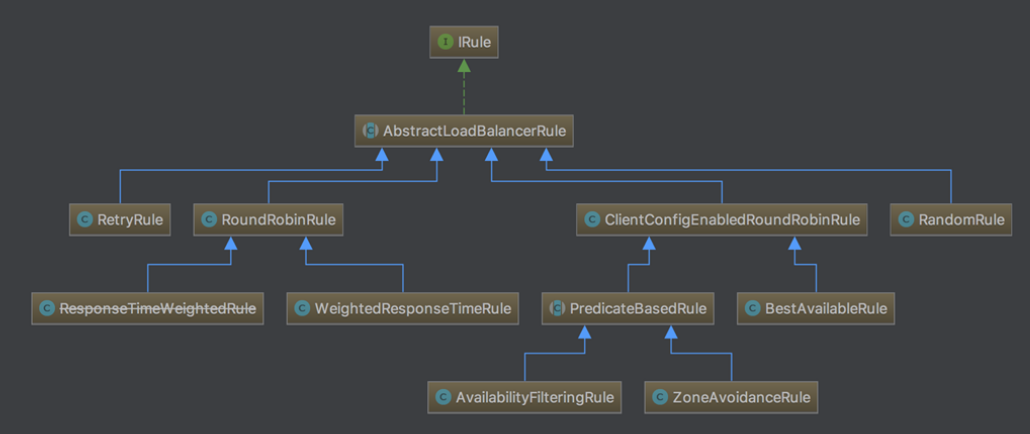 IRule
AbstractLoadBalancerRule
RetryRule
RoundRobinRule
ClientConfigEnabledRoundRobinRule
RandomRule
ResponseTimeWeightedRule
WeightedResponseTimeRule
PredicateBasedRule
BestAvailableRule
AvailabilityFilteringRule
ZoneAvoidanceRule